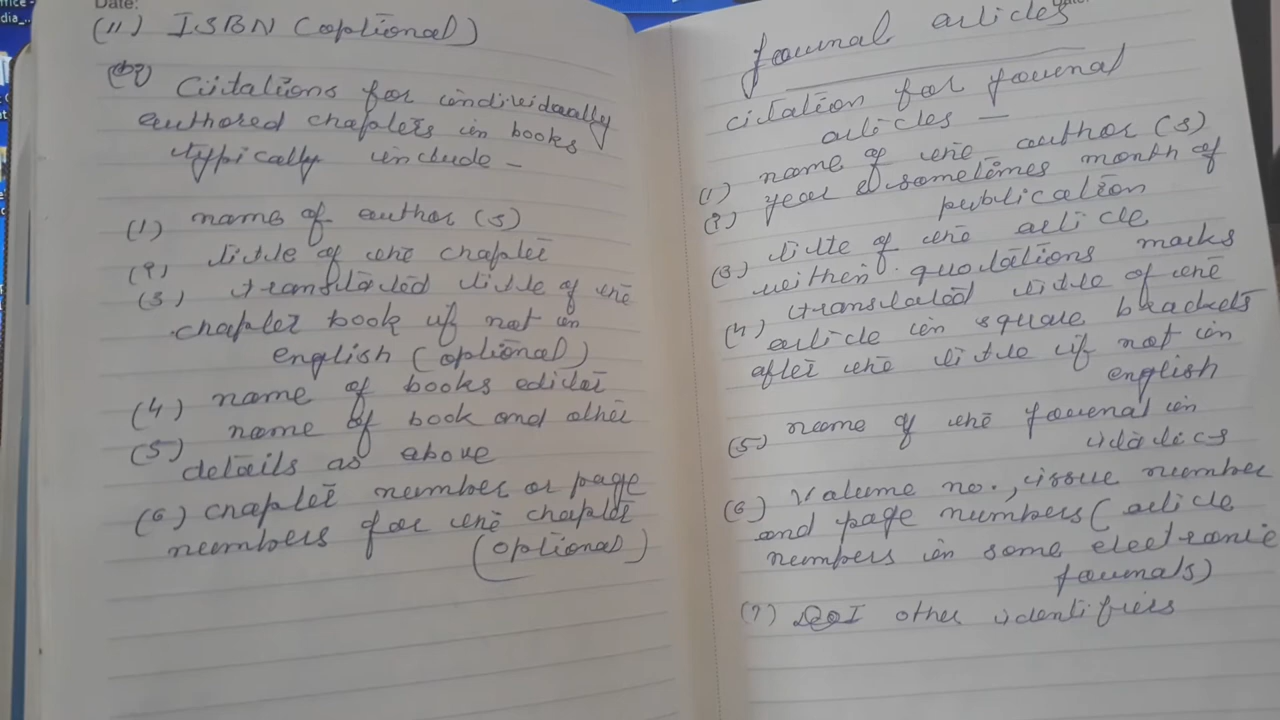 Date:
(11) ISBN (optional)
(b) Citations for individually
authored chapters in books
typically include -
(1) name of author (s)
(2) title of the chapter
(3) translated title of the
chapter book if not in
english (optional)
(4) name of books editor
(5) name of book and other
details as above
(6) chapter number or page
numbers for the chapter
(optional)
Journal articles
citation for journal
articles —
(1) name of the author (s)
(2) year & sometimes month of
publication
(3) title of the article
within quotations marks
(4) translated title of the
article in square brackets
after the title if not in
english
(5) name of the journal in
italics
(6) Volume no., issue number
and page numbers (article
numbers in some electronic
journals)
(7) DOI other identifiers